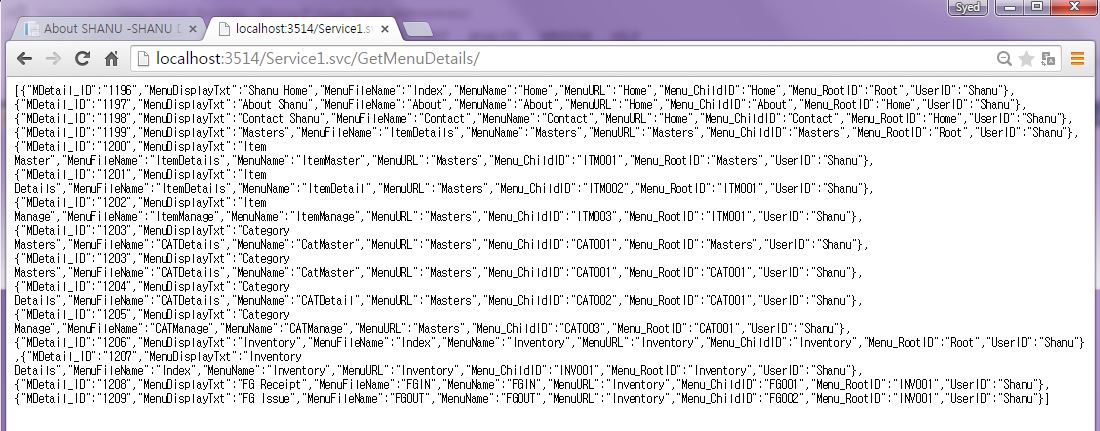 Syed
About SHANU -SHANU
localhost:3514/Service1.sv
localhost:3514/Service1.svc/GetMenuDetails/
[{"MDetail_ID":"1196","MenuDisplayTxt":"Shanu Home","MenuFileName":"Index","MenuName":"Home","MenuURL":"Home","Menu_ChildID":"Home","Menu_RootID":"Root","UserID":"Shanu"},
{"MDetail_ID":"1197","MenuDisplayTxt":"About Shanu","MenuFileName":"About","MenuName":"About","MenuURL":"Home","Menu_ChildID":"About","Menu_RootID":"Home","UserID":"Shanu"},
{"MDetail_ID":"1198","MenuDisplayTxt":"Contact Shanu","MenuFileName":"Contact","MenuName":"Contact","MenuURL":"Home","Menu_ChildID":"Contact","Menu_RootID":"Home","UserID":"Shanu"},
{"MDetail_ID":"1199","MenuDisplayTxt":"Masters","MenuFileName":"ItemDetails","MenuName":"Masters","MenuURL":"Masters","Menu_ChildID":"Masters","Menu_RootID":"Root","UserID":"Shanu"},
{"MDetail_ID":"1200","MenuDisplayTxt":"Item
Master","MenuFileName":"ItemDetails","MenuName":"ItemMaster","MenuURL":"Masters","Menu_ChildID":"ITM001","Menu_RootID":"Masters","UserID":"Shanu"},
{"MDetail_ID":"1201","MenuDisplayTxt":"Item
Details","MenuFileName":"ItemDetails","MenuName":"ItemDetail","MenuURL":"Masters","Menu_ChildID":"ITM002","Menu_RootID":"ITM001","UserID":"Shanu"},
{"MDetail_ID":"1202","MenuDisplayTxt":"Item
Manage","MenuFileName":"ItemManage","MenuName":"ItemManage","MenuURL":"Masters","Menu_ChildID":"ITM003","Menu_RootID":"ITM001","UserID":"Shanu"},
{"MDetail_ID":"1203","MenuDisplayTxt":"Category
Masters","MenuFileName":"CATDetails","MenuName":"CatMaster","MenuURL":"Masters","Menu_ChildID":"CAT001","Menu_RootID":"Masters","UserID":"Shanu"},
{"MDetail_ID":"1203","MenuDisplayTxt":"Category
Masters","MenuFileName":"CATDetails","MenuName":"CatMaster","MenuURL":"Masters","Menu_ChildID":"CAT001","Menu_RootID":"CAT001","UserID":"Shanu"},
{"MDetail_ID":"1204","MenuDisplayTxt":"Category
Details","MenuFileName":"CATDetails","MenuName":"CATDetail","MenuURL":"Masters","Menu_ChildID":"CAT002","Menu_RootID":"CAT001","UserID":"Shanu"},
{"MDetail_ID":"1205","MenuDisplayTxt":"Category
Manage","MenuFileName":"CATManage","MenuName":"CATManage","MenuURL":"Masters","Menu_ChildID":"CAT003","Menu_RootID":"CAT001","UserID":"Shanu"},
{"MDetail_ID":"1206","MenuDisplayTxt":"Inventory","MenuFileName":"Index","MenuName":"Inventory","MenuURL":"Inventory","Menu_ChildID":"Inventory","Menu_RootID":"Root","UserID":"Shanu"}
,{"MDetail_ID":"1207","MenuDisplayTxt":"Inventory
Details","MenuFileName":"Index","MenuName":"Inventory","MenuURL":"Inventory","Menu_ChildID":"INV001","Menu_RootID":"Inventory","UserID":"Shanu"},
{"MDetail_ID":"1208","MenuDisplayTxt":"FG Receipt","MenuFileName":"FGIN","MenuName":"FGIN","MenuURL":"Inventory","Menu_ChildID":"FG001","Menu_RootID":"INV001","UserID":"Shanu"},
{"MDetail_ID":"1209","MenuDisplayTxt":"FG Issue","MenuFileName":"FGOUT","MenuName":"FGOUT","MenuURL":"Inventory","Menu_ChildID":"FG002","Menu_RootID":"INV001","UserID":"Shanu"}]